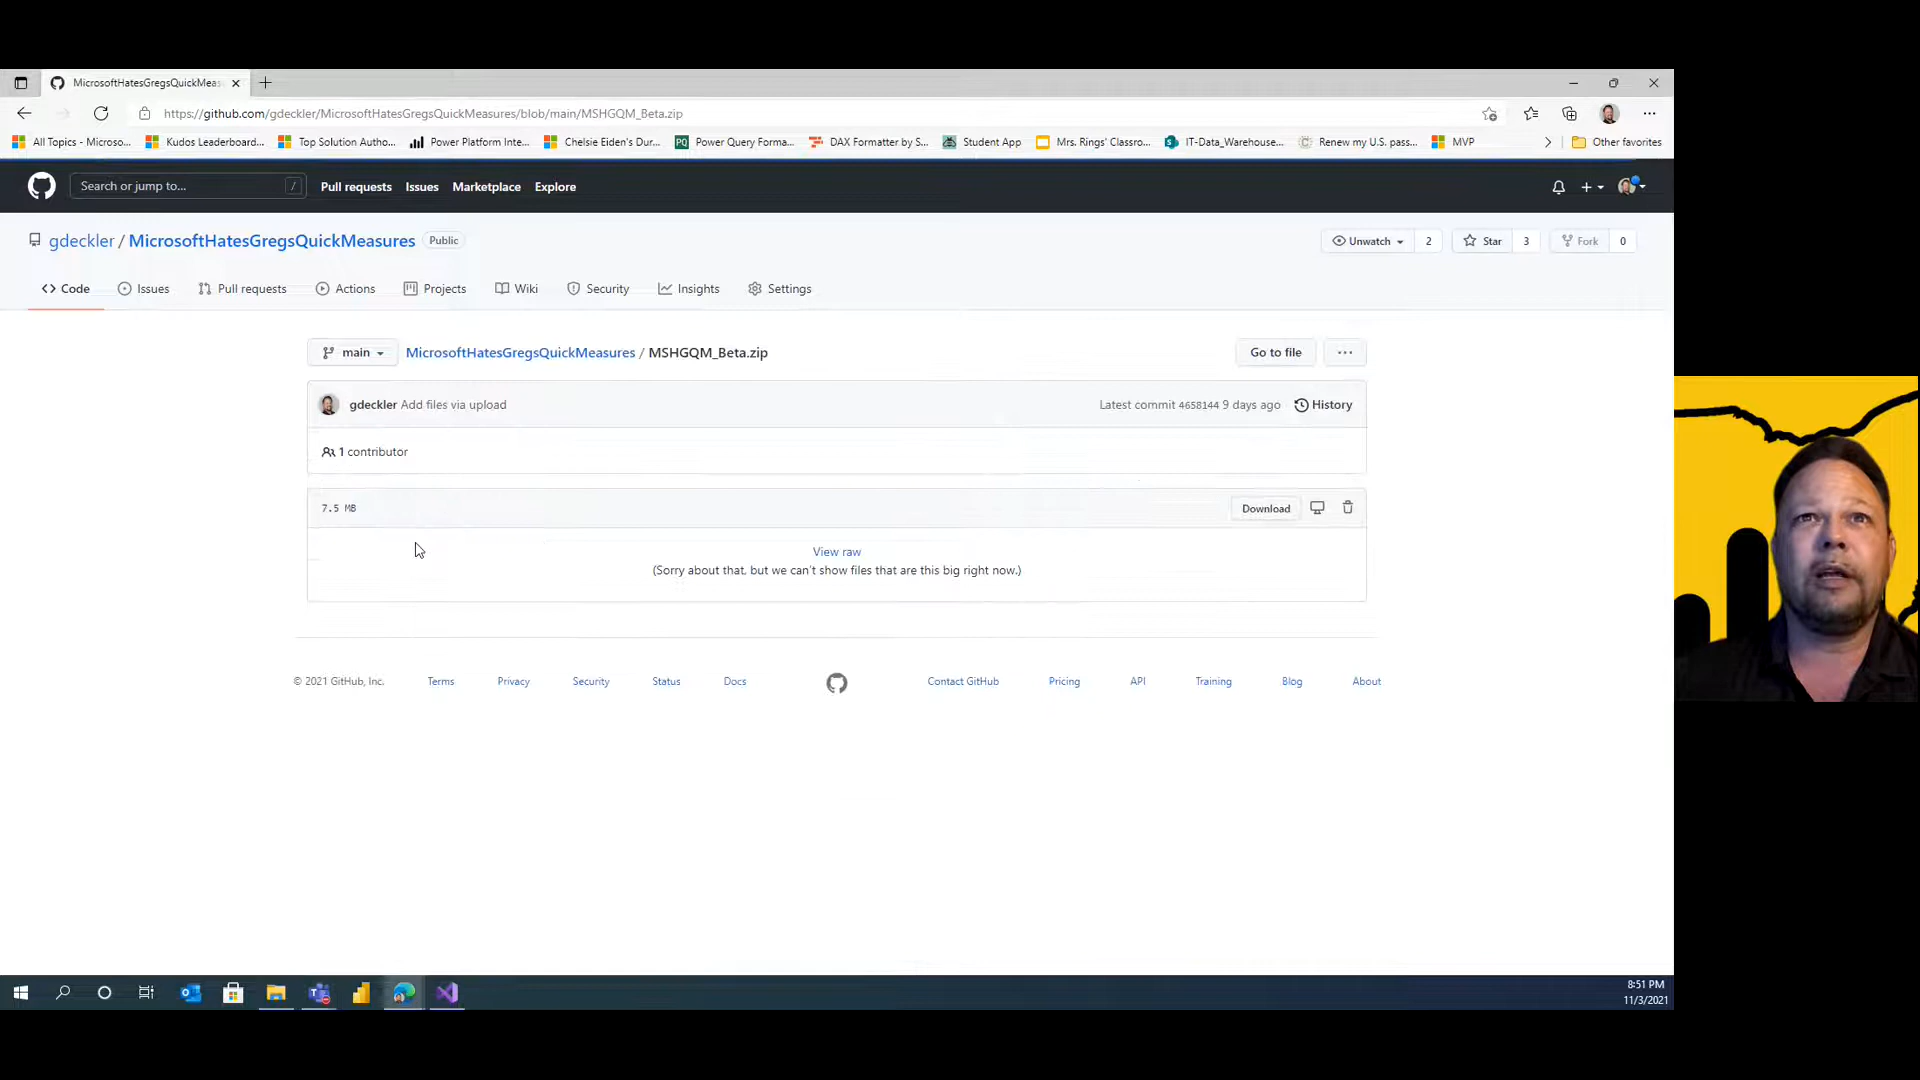 MicrosoftHatesGregsQuickMeas
https://github.com/gdeckler/MicrosoftHatesGregsQuickMeasures/blob/main/MSHGQM_Beta.zip
All Topics - Microso... Kudos Leaderboard... Top Solution Autho... Power Platform Inte... Chelsie Eiden's Dur... PQ Power Query Forma... DAX Formatter by S... Student App Mrs. Rings' Classro... IT-Data_Warehouse... Renew my U.S. pass... MVP Other favorites
Search or jump to... / Pull requests Issues Marketplace Explore
gdeckler / MicrosoftHatesGregsQuickMeasures Public Unwatch 2 Star 3 Fork 0
Code Issues Pull requests Actions Projects Wiki Security Insights Settings
main MicrosoftHatesGregsQuickMeasures / MSHGQM_Beta.zip Go to file ...
gdeckler Add files via upload Latest commit 4658144 9 days ago History
1 contributor
7.5 MB Download
View raw
(Sorry about that, but we can't show files that are this big right now.)
© 2021 GitHub, Inc. Terms Privacy Security Status Docs Contact GitHub Pricing API Training Blog About
8:51 PM
11/3/2021